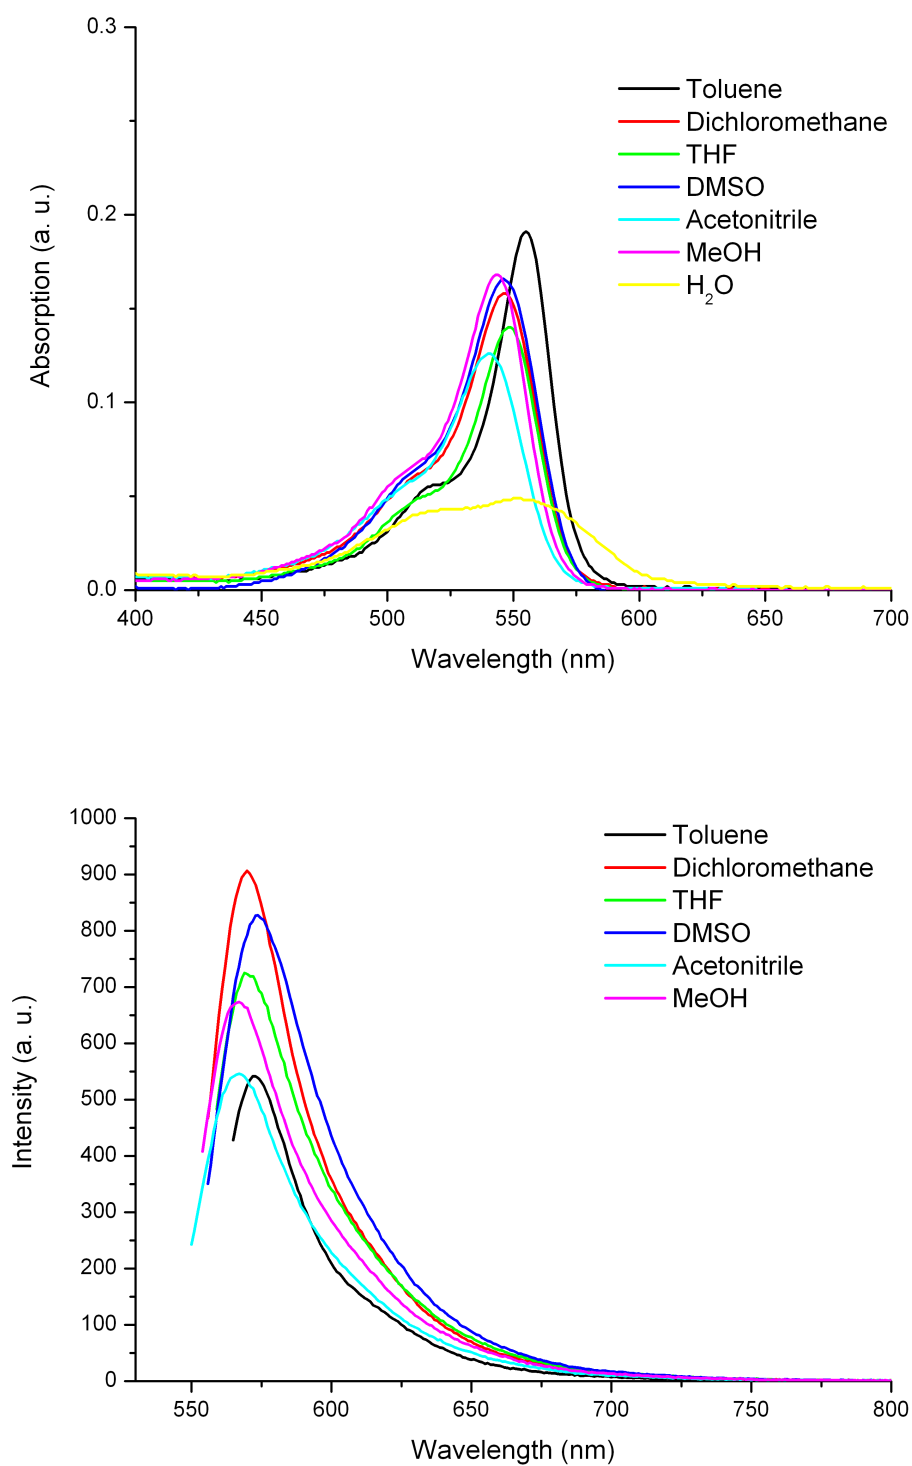 0.3
Toluene
Dichloromethane
THF
DMSO
Acetonitrile
MeOH
H₂O
0.2
0.1
0.0
Absorption (a. u.)
400 450 500 550 600 650 700
Wavelength (nm)
1000
Toluene
Dichloromethane
THF
DMSO
Acetonitrile
MeOH
900
800
700
600
500
400
300
200
100
0
Intensity (a. u.)
550 600 650 700 750 800
Wavelength (nm)